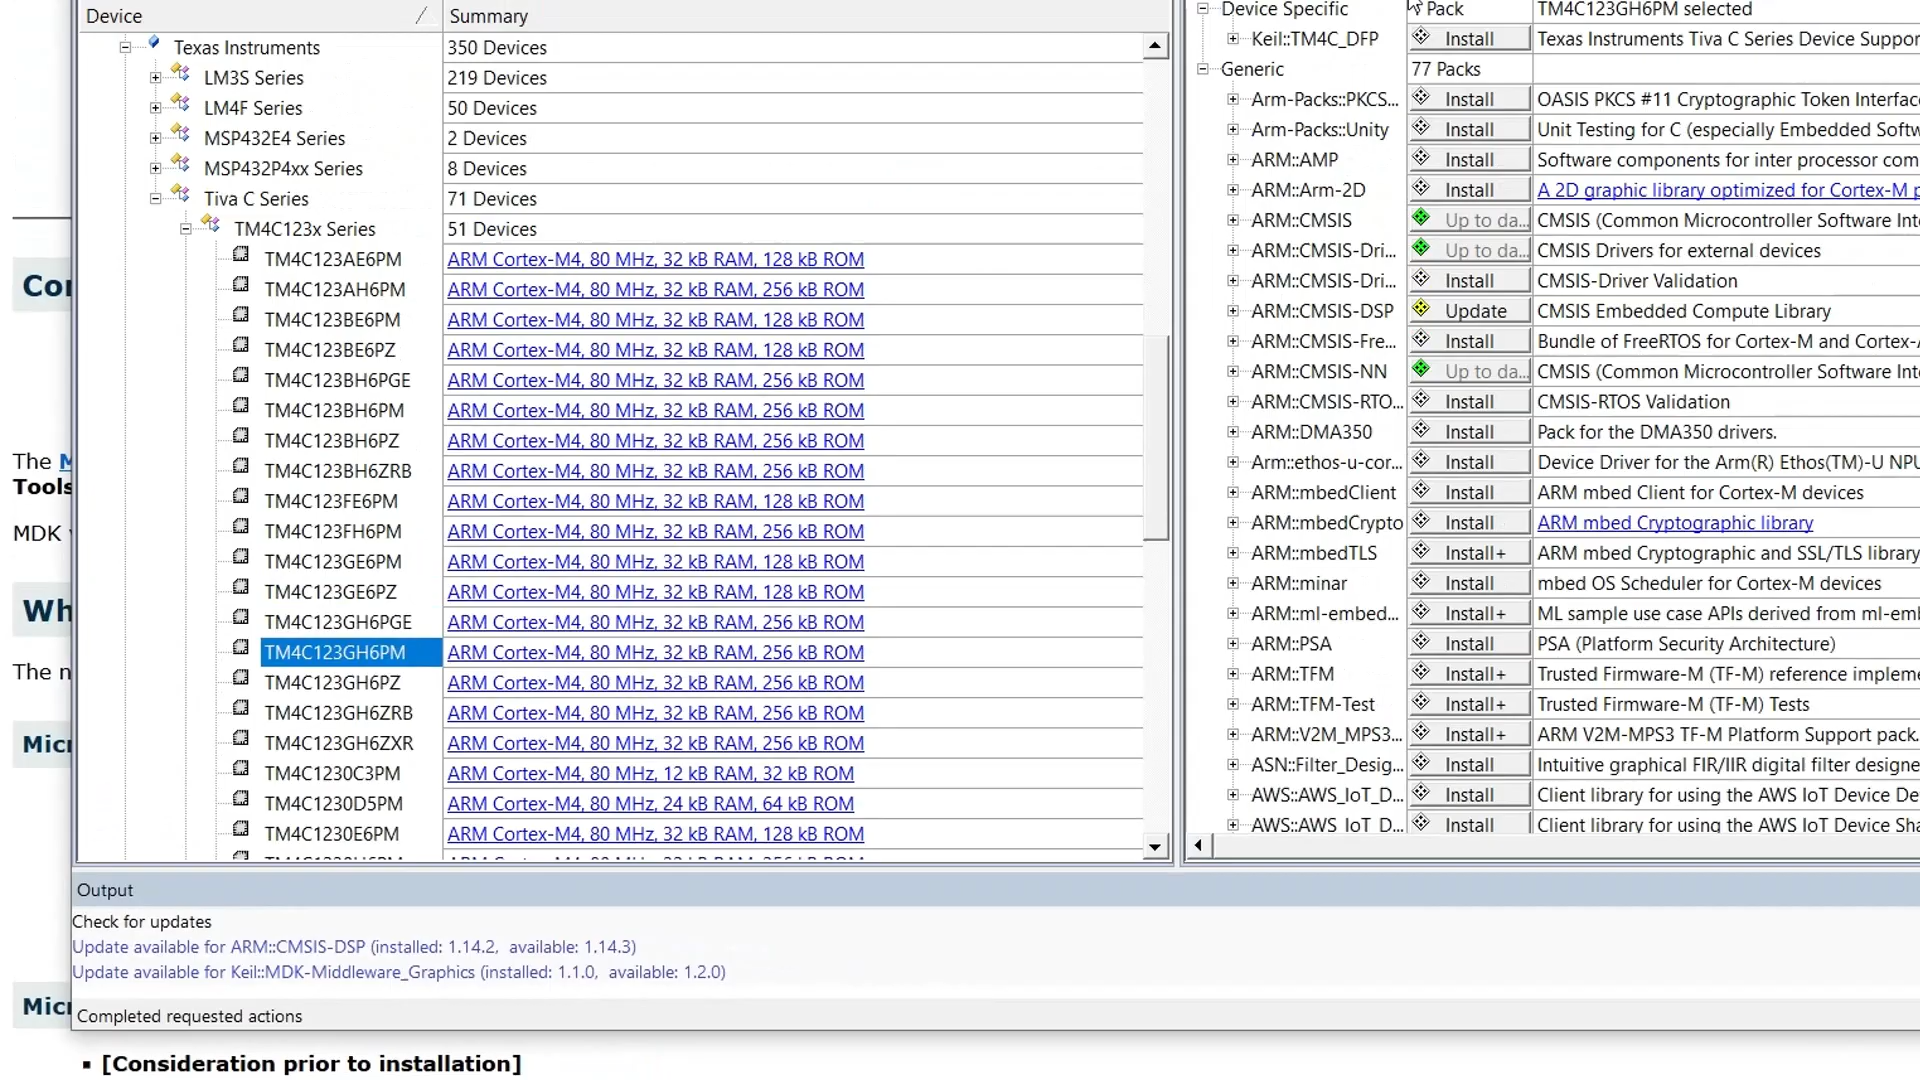 Device / Summary
Texas Instruments 350 Devices
LM3S Series 219 Devices
LM4F Series 50 Devices
MSP432E4 Series 2 Devices
MSP432P4xx Series 8 Devices
Tiva C Series 71 Devices
TM4C123x Series 51 Devices
TM4C123AE6PM ARM Cortex-M4, 80 MHz, 32 kB RAM, 128 kB ROM
TM4C123AH6PM ARM Cortex-M4, 80 MHz, 32 kB RAM, 256 kB ROM
TM4C123BE6PM ARM Cortex-M4, 80 MHz, 32 kB RAM, 128 kB ROM
TM4C123BE6PZ ARM Cortex-M4, 80 MHz, 32 kB RAM, 128 kB ROM
TM4C123BH6PGE ARM Cortex-M4, 80 MHz, 32 kB RAM, 256 kB ROM
TM4C123BH6PM ARM Cortex-M4, 80 MHz, 32 kB RAM, 256 kB ROM
TM4C123BH6PZ ARM Cortex-M4, 80 MHz, 32 kB RAM, 256 kB ROM
TM4C123BH6ZRB ARM Cortex-M4, 80 MHz, 32 kB RAM, 256 kB ROM
TM4C123FE6PM ARM Cortex-M4, 80 MHz, 32 kB RAM, 128 kB ROM
TM4C123FH6PM ARM Cortex-M4, 80 MHz, 32 kB RAM, 256 kB ROM
TM4C123GE6PM ARM Cortex-M4, 80 MHz, 32 kB RAM, 128 kB ROM
TM4C123GE6PZ ARM Cortex-M4, 80 MHz, 32 kB RAM, 128 kB ROM
TM4C123GH6PGE ARM Cortex-M4, 80 MHz, 32 kB RAM, 256 kB ROM
TM4C123GH6PM ARM Cortex-M4, 80 MHz, 32 kB RAM, 256 kB ROM
TM4C123GH6PZ ARM Cortex-M4, 80 MHz, 32 kB RAM, 256 kB ROM
TM4C123GH6ZRB ARM Cortex-M4, 80 MHz, 32 kB RAM, 256 kB ROM
TM4C123GH6ZXR ARM Cortex-M4, 80 MHz, 32 kB RAM, 256 kB ROM
TM4C1230C3PM ARM Cortex-M4, 80 MHz, 12 kB RAM, 32 kB ROM
TM4C1230D5PM ARM Cortex-M4, 80 MHz, 24 kB RAM, 64 kB ROM
TM4C1230E6PM ARM Cortex-M4, 80 MHz, 32 kB RAM, 128 kB ROM
Device Specific Pack TM4C123GH6PM selected
Keil::TM4C_DFP Install Texas Instruments Tiva C Series Device Suppor
Generic 77 Packs
Arm-Packs::PKCS... Install OASIS PKCS #11 Cryptographic Token Interfac
Arm-Packs::Unity Install Unit Testing for C (especially Embedded Softw
ARM::AMP Install Software components for inter processor com
ARM::Arm-2D Install A 2D graphic library optimized for Cortex-M p
ARM::CMSIS Up to da... CMSIS (Common Microcontroller Software Int
ARM::CMSIS-Dri... Up to da... CMSIS Drivers for external devices
ARM::CMSIS-Dri... Install CMSIS-Driver Validation
ARM::CMSIS-DSP Update CMSIS Embedded Compute Library
ARM::CMSIS-Fre... Install Bundle of FreeRTOS for Cortex-M and Cortex-
ARM::CMSIS-NN Up to da... CMSIS (Common Microcontroller Software Int
ARM::CMSIS-RTO... Install CMSIS-RTOS Validation
ARM::DMA350 Install Pack for the DMA350 drivers.
Arm::ethos-u-cor... Install Device Driver for the Arm(R) Ethos(TM)-U NPU
ARM::mbedClient Install ARM mbed Client for Cortex-M devices
ARM::mbedCrypto Install ARM mbed Cryptographic library
ARM::mbedTLS Install+ ARM mbed Cryptographic and SSL/TLS library
ARM::minar Install mbed OS Scheduler for Cortex-M devices
ARM::ml-embed... Install+ ML sample use case APIs derived from ml-emb
ARM::PSA Install PSA (Platform Security Architecture)
ARM::TFM Install+ Trusted Firmware-M (TF-M) reference impleme
ARM::TFM-Test Install+ Trusted Firmware-M (TF-M) Tests
ARM::V2M_MPS3... Install+ ARM V2M-MPS3 TF-M Platform Support pack.
ASN::Filter_Desig... Install Intuitive graphical FIR/IIR digital filter designe
AWS::AWS_IoT_D... Install Client library for using the AWS IoT Device De
AWS::AWS_IoT_D... Install Client library for using the AWS IoT Device Sha
Con
The M
Tools
MDK
Wh
The n
Micr
Micr
Output
Check for updates
Update available for ARM::CMSIS-DSP (installed: 1.14.2, available: 1.14.3)
Update available for Keil::MDK-Middleware_Graphics (installed: 1.1.0, available: 1.2.0)
Completed requested actions
▪ [Consideration prior to installation]